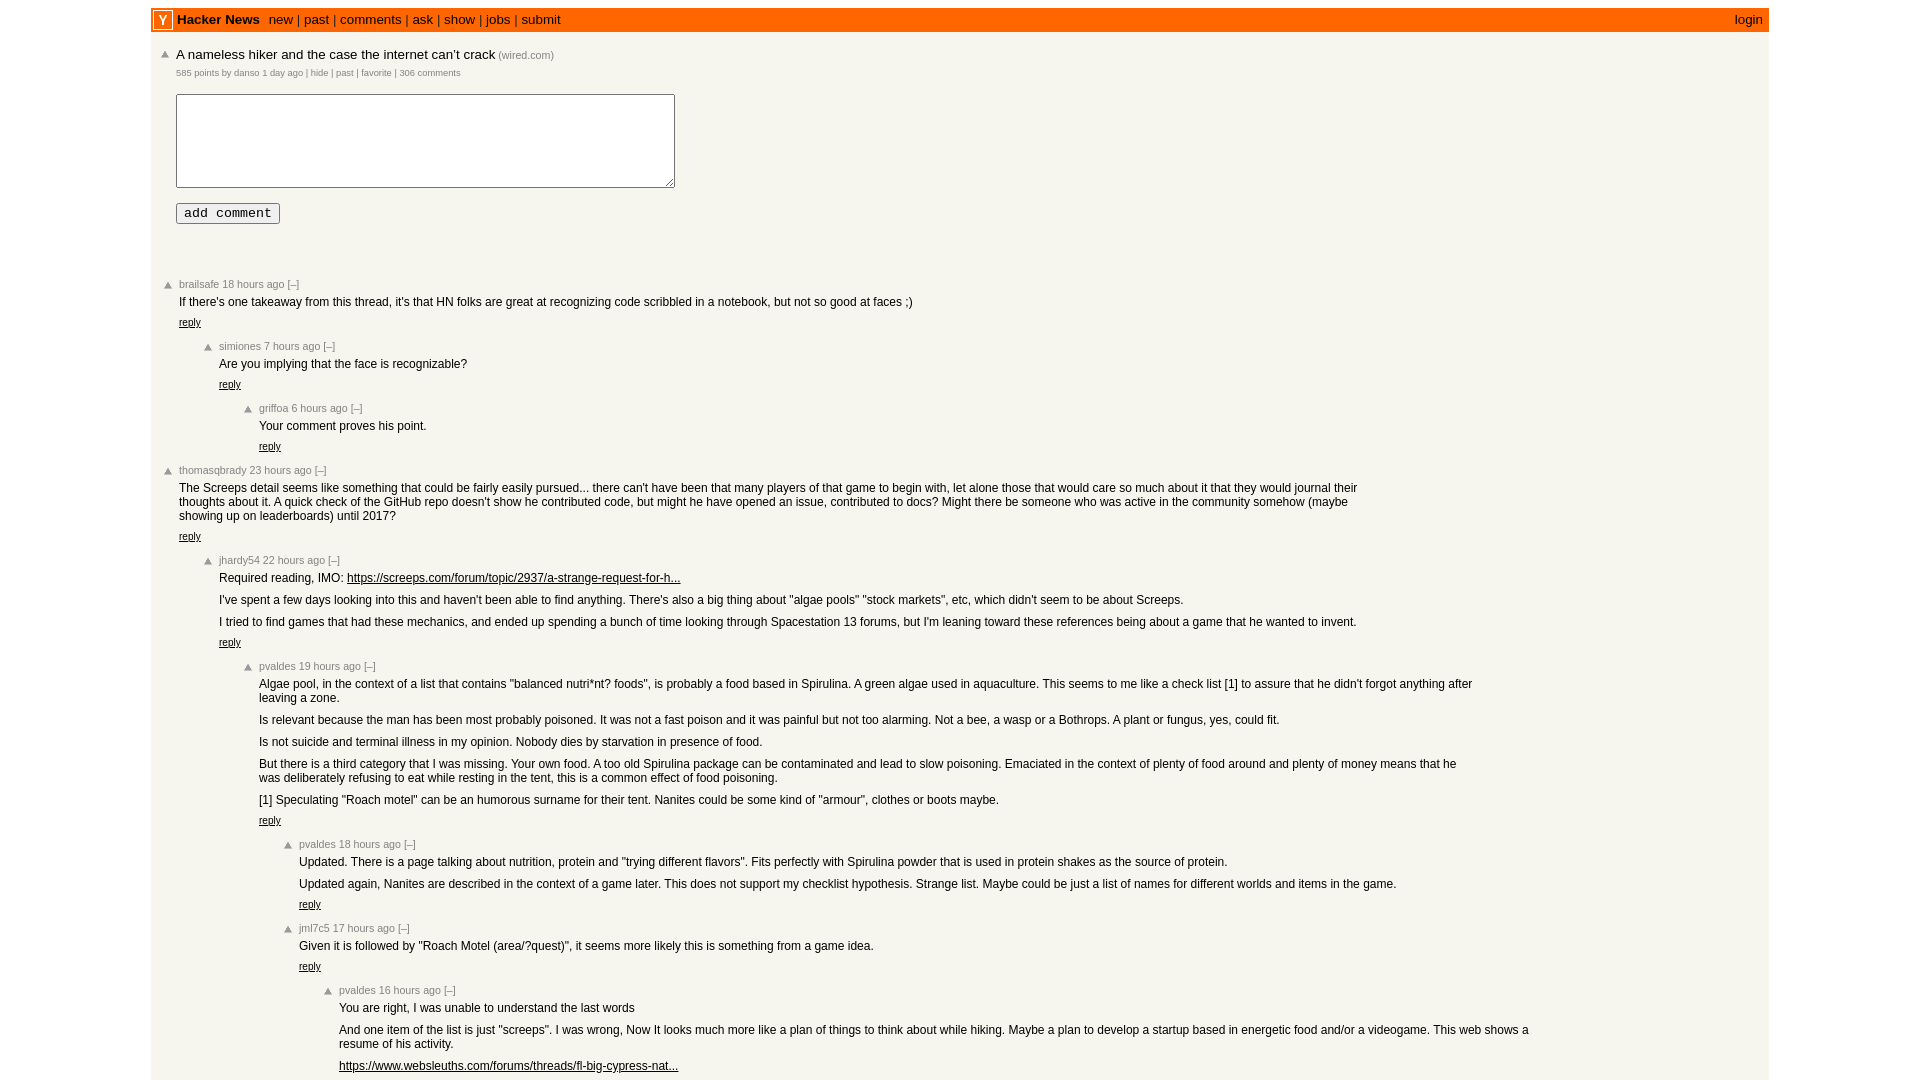 Y Hacker News new | past | comments | ask | show | jobs | submit login
A nameless hiker and the case the internet can’t crack (wired.com)
585 points by danso 1 day ago | hide | past | favorite | 306 comments
add comment
brailsafe 18 hours ago [–]
If there's one takeaway from this thread, it's that HN folks are great at recognizing code scribbled in a notebook, but not so good at faces ;)
reply
simiones 7 hours ago [–]
Are you implying that the face is recognizable?
reply
griffoa 6 hours ago [–]
Your comment proves his point.
reply
thomasqbrady 23 hours ago [–]
The Screeps detail seems like something that could be fairly easily pursued... there can't have been that many players of that game to begin with, let alone those that would care so much about it that they would journal their
thoughts about it. A quick check of the GitHub repo doesn't show he contributed code, but might he have opened an issue, contributed to docs? Might there be someone who was active in the community somehow (maybe
showing up on leaderboards) until 2017?
reply
jhardy54 22 hours ago [–]
Required reading, IMO: https://screeps.com/forum/topic/2937/a-strange-request-for-h...
I've spent a few days looking into this and haven't been able to find anything. There's also a big thing about "algae pools" "stock markets", etc, which didn't seem to be about Screeps.
I tried to find games that had these mechanics, and ended up spending a bunch of time looking through Spacestation 13 forums, but I'm leaning toward these references being about a game that he wanted to invent.
reply
pvaldes 19 hours ago [–]
Algae pool, in the context of a list that contains "balanced nutri*nt? foods", is probably a food based in Spirulina. A green algae used in aquaculture. This seems to me like a check list [1] to assure that he didn't forgot anything after
leaving a zone.
Is relevant because the man has been most probably poisoned. It was not a fast poison and it was painful but not too alarming. Not a bee, a wasp or a Bothrops. A plant or fungus, yes, could fit.
Is not suicide and terminal illness in my opinion. Nobody dies by starvation in presence of food.
But there is a third category that I was missing. Your own food. A too old Spirulina package can be contaminated and lead to slow poisoning. Emaciated in the context of plenty of food around and plenty of money means that he
was deliberately refusing to eat while resting in the tent, this is a common effect of food poisoning.
[1] Speculating "Roach motel" can be an humorous surname for their tent. Nanites could be some kind of "armour", clothes or boots maybe.
reply
pvaldes 18 hours ago [–]
Updated. There is a page talking about nutrition, protein and "trying different flavors". Fits perfectly with Spirulina powder that is used in protein shakes as the source of protein.
Updated again, Nanites are described in the context of a game later. This does not support my checklist hypothesis. Strange list. Maybe could be just a list of names for different worlds and items in the game.
reply
jml7c5 17 hours ago [–]
Given it is followed by "Roach Motel (area/?quest)", it seems more likely this is something from a game idea.
reply
pvaldes 16 hours ago [–]
You are right, I was unable to understand the last words
And one item of the list is just "screeps". I was wrong, Now It looks much more like a plan of things to think about while hiking. Maybe a plan to develop a startup based in energetic food and/or a videogame. This web shows a
resume of his activity.
https://www.websleuths.com/forums/threads/fl-big-cypress-nat...